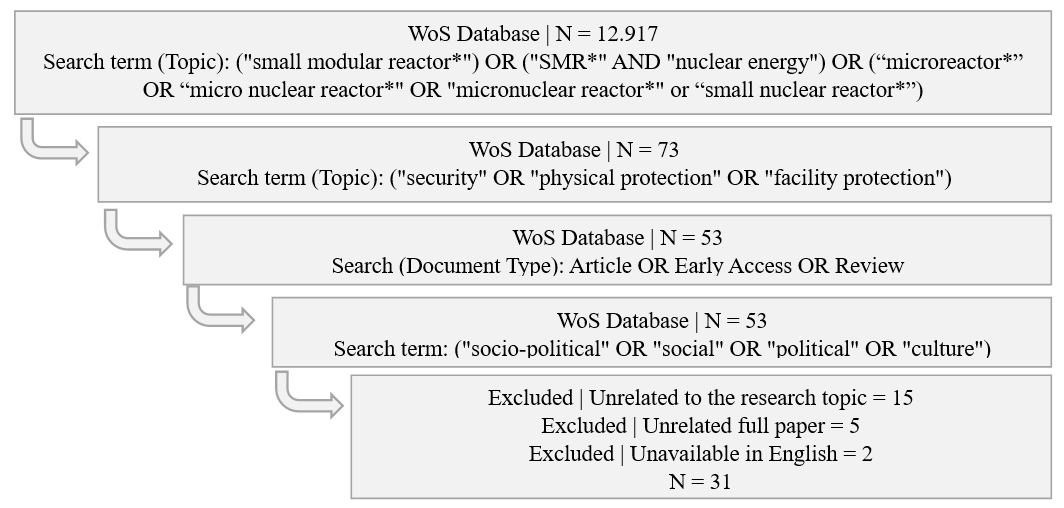 WoS Database | N = 12.917
Search term (Topic): ("small modular reactor*") OR ("SMR*" AND "nuclear energy") OR (“microreactor*”
OR “micro nuclear reactor*" OR "micronuclear reactor*" or “small nuclear reactor*”)
WoS Database | N = 73
Search term (Topic): ("security" OR "physical protection" OR "facility protection")
WoS Database | N = 53
Search (Document Type): Article OR Early Access OR Review
WoS Database | N = 53
Search term: ("socio-political" OR "social" OR "political" OR "culture")
Excluded | Unrelated to the research topic = 15
Excluded | Unrelated full paper = 5
Excluded | Unavailable in English = 2
N = 31